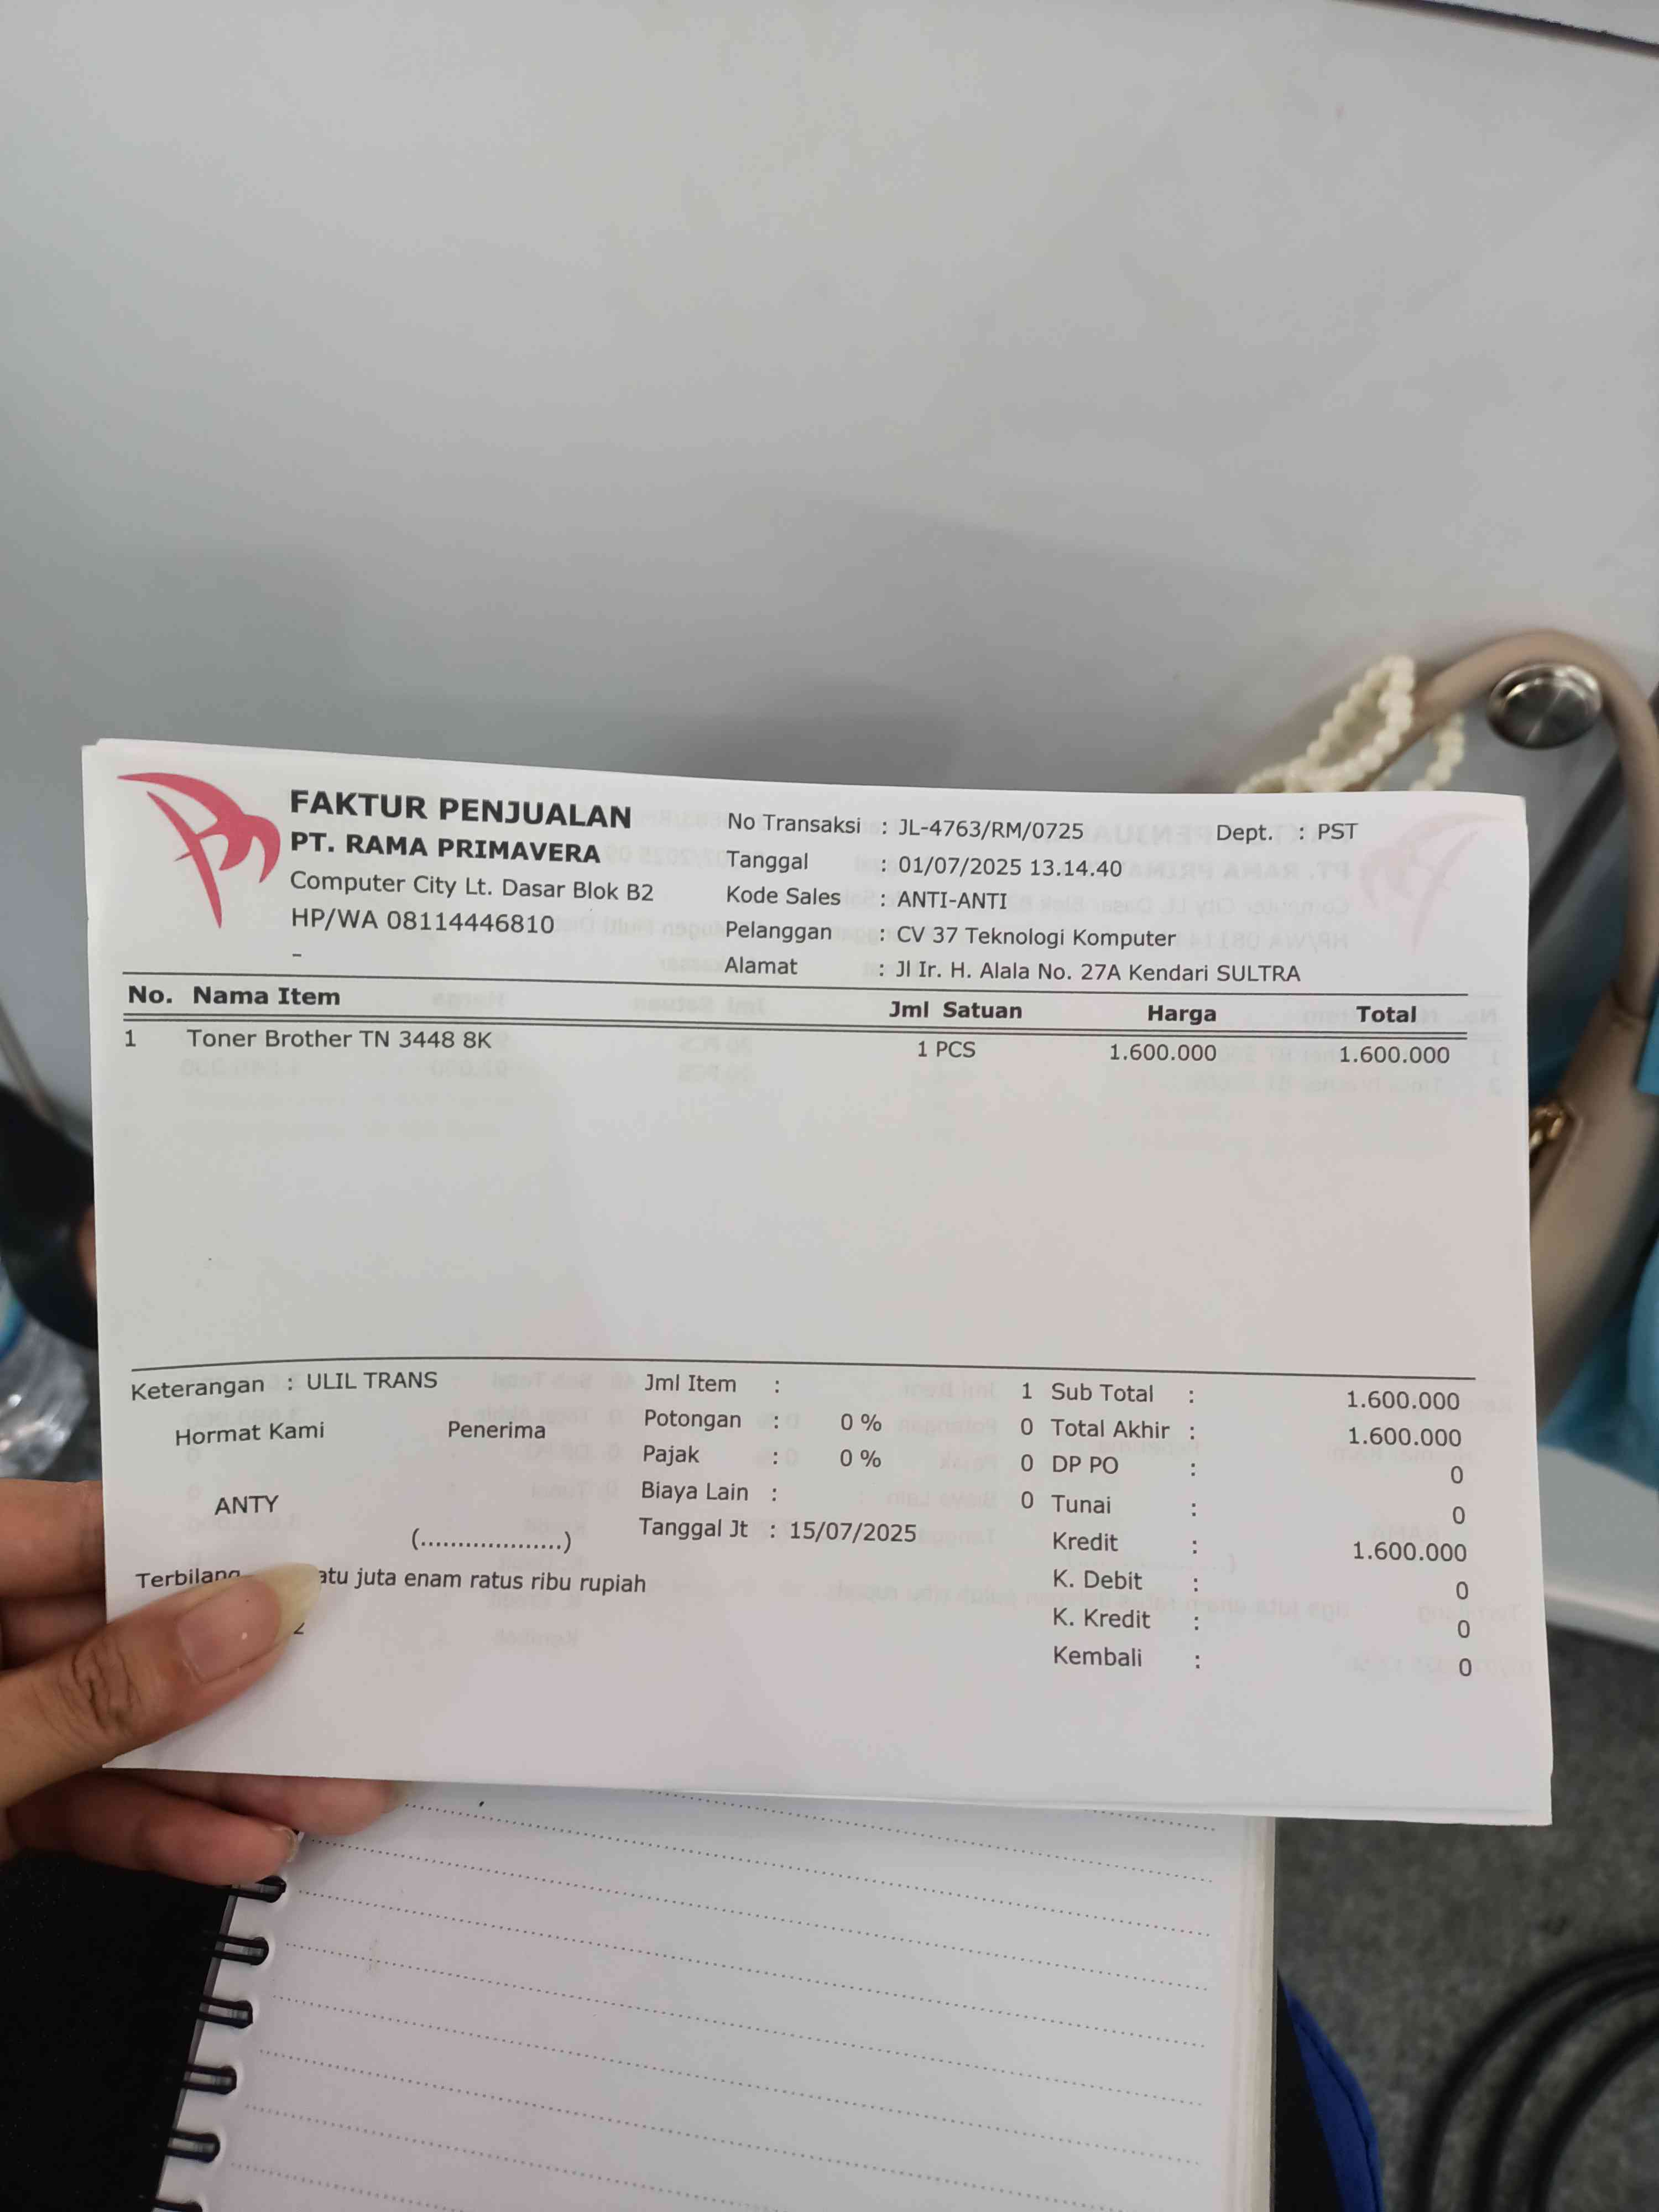 FAKTUR PENJUALAN
PT. RAMA PRIMAVERA
Computer City Lt. Dasar Blok B2
HP/WA 08114446810
-
No Transaksi : JL-4763/RM/0725 Dept. : PST
Tanggal : 01/07/2025 13.14.40
Kode Sales : ANTI-ANTI
Pelanggan : CV 37 Teknologi Komputer
Alamat : Jl Ir. H. Alala No. 27A Kendari SULTRA
No. Nama Item Jml Satuan Harga Total
1 Toner Brother TN 3448 8K 1 PCS 1.600.000 1.600.000
Keterangan : ULIL TRANS
Hormat Kami Penerima
ANTY
(...................)
Jml Item : 1
Potongan : 0 % 0
Pajak : 0 % 0
Biaya Lain : 0
Tanggal Jt : 15/07/2025
Sub Total : 1.600.000
Total Akhir : 1.600.000
DP PO : 0
Tunai : 0
Kredit : 1.600.000
K. Debit : 0
K. Kredit : 0
Kembali : 0
Terbilang atu juta enam ratus ribu rupiah